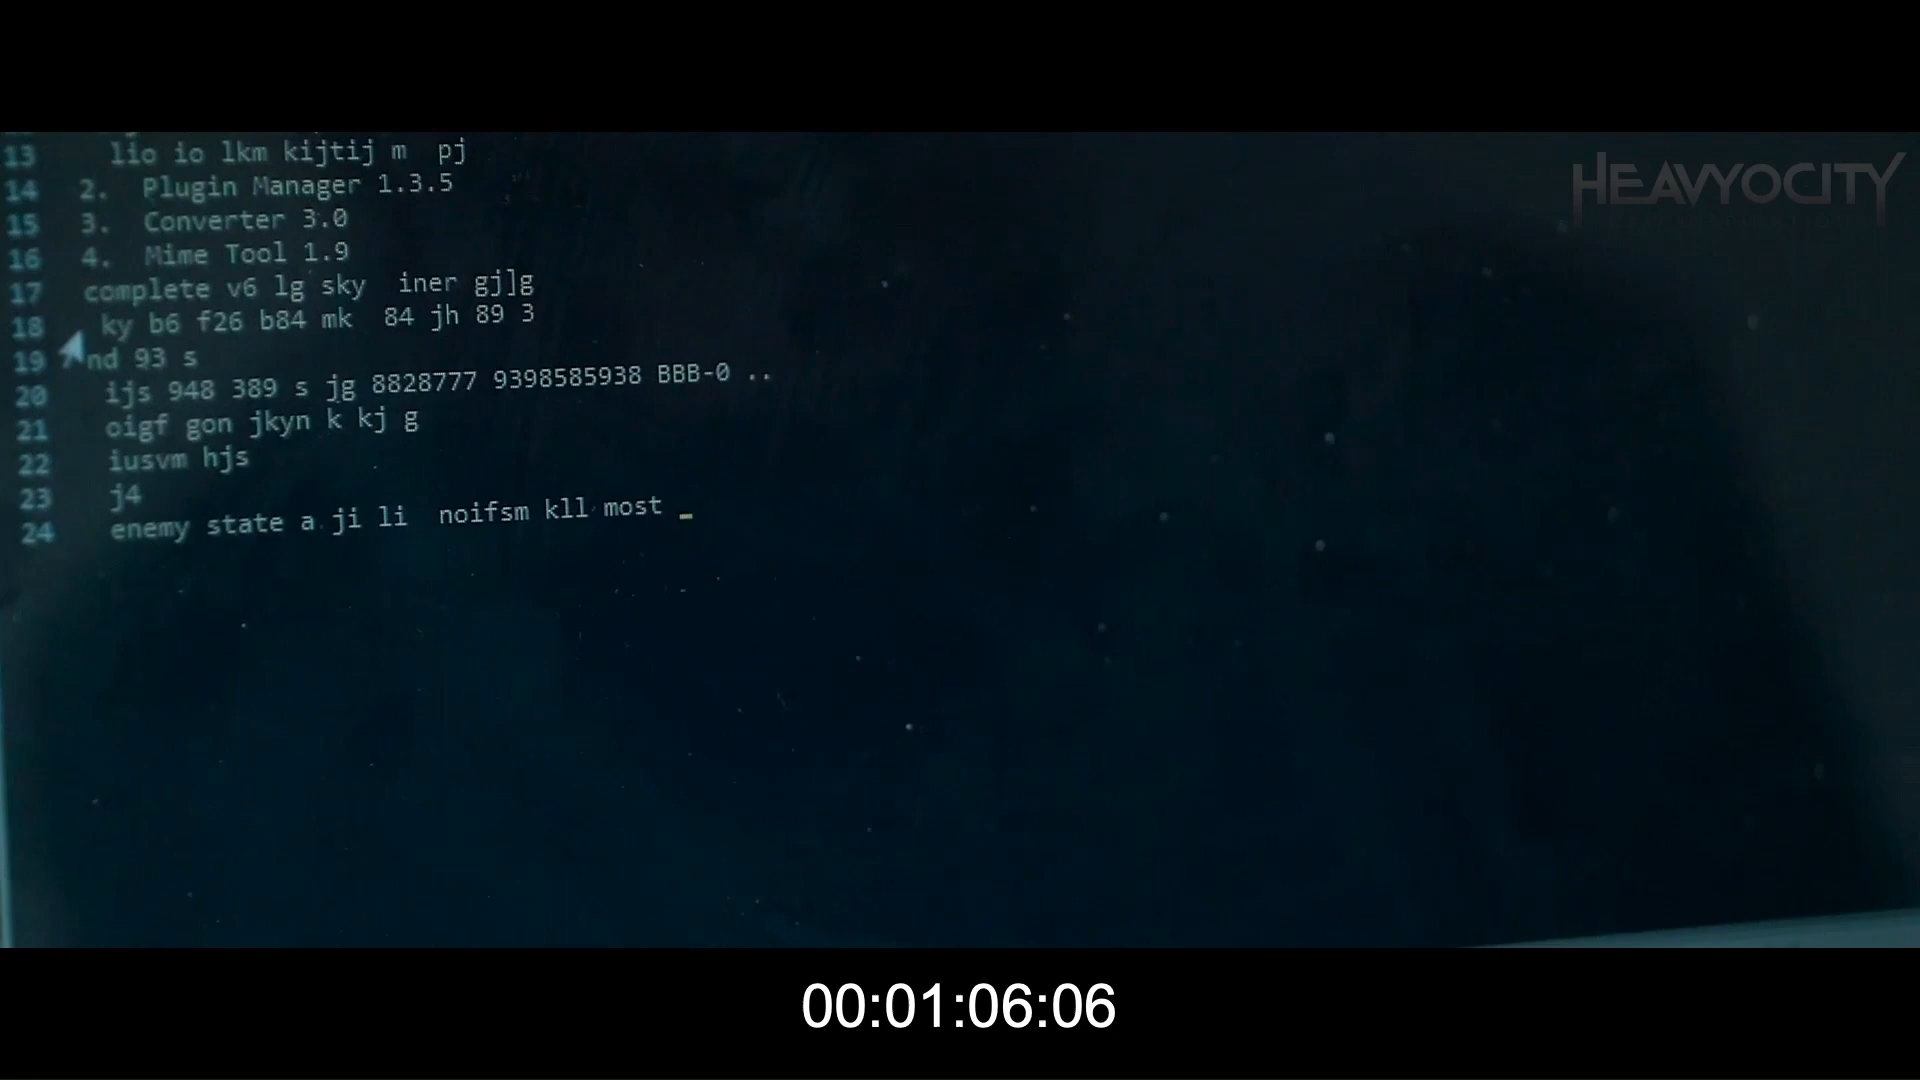 13 lio io lkm kijtij m pj
HEAVYOCITY
14 2. Plugin Manager 1.3.5
15 3. Converter 3.0
16 4. Mime Tool 1.9
17 complete v6 lg sky iner gj]g
18 ky b6 f26 b84 mk 84 jh 89 3
19 nd 93 s
20 ijs 948 389 s jg 8828777 9398585938 BBB-0 ..
21 oigf gon jkyn k kj g
22 iusvm hjs
23 j4
24 enemy state a ji li noifsm kll most _
00:01:06:06